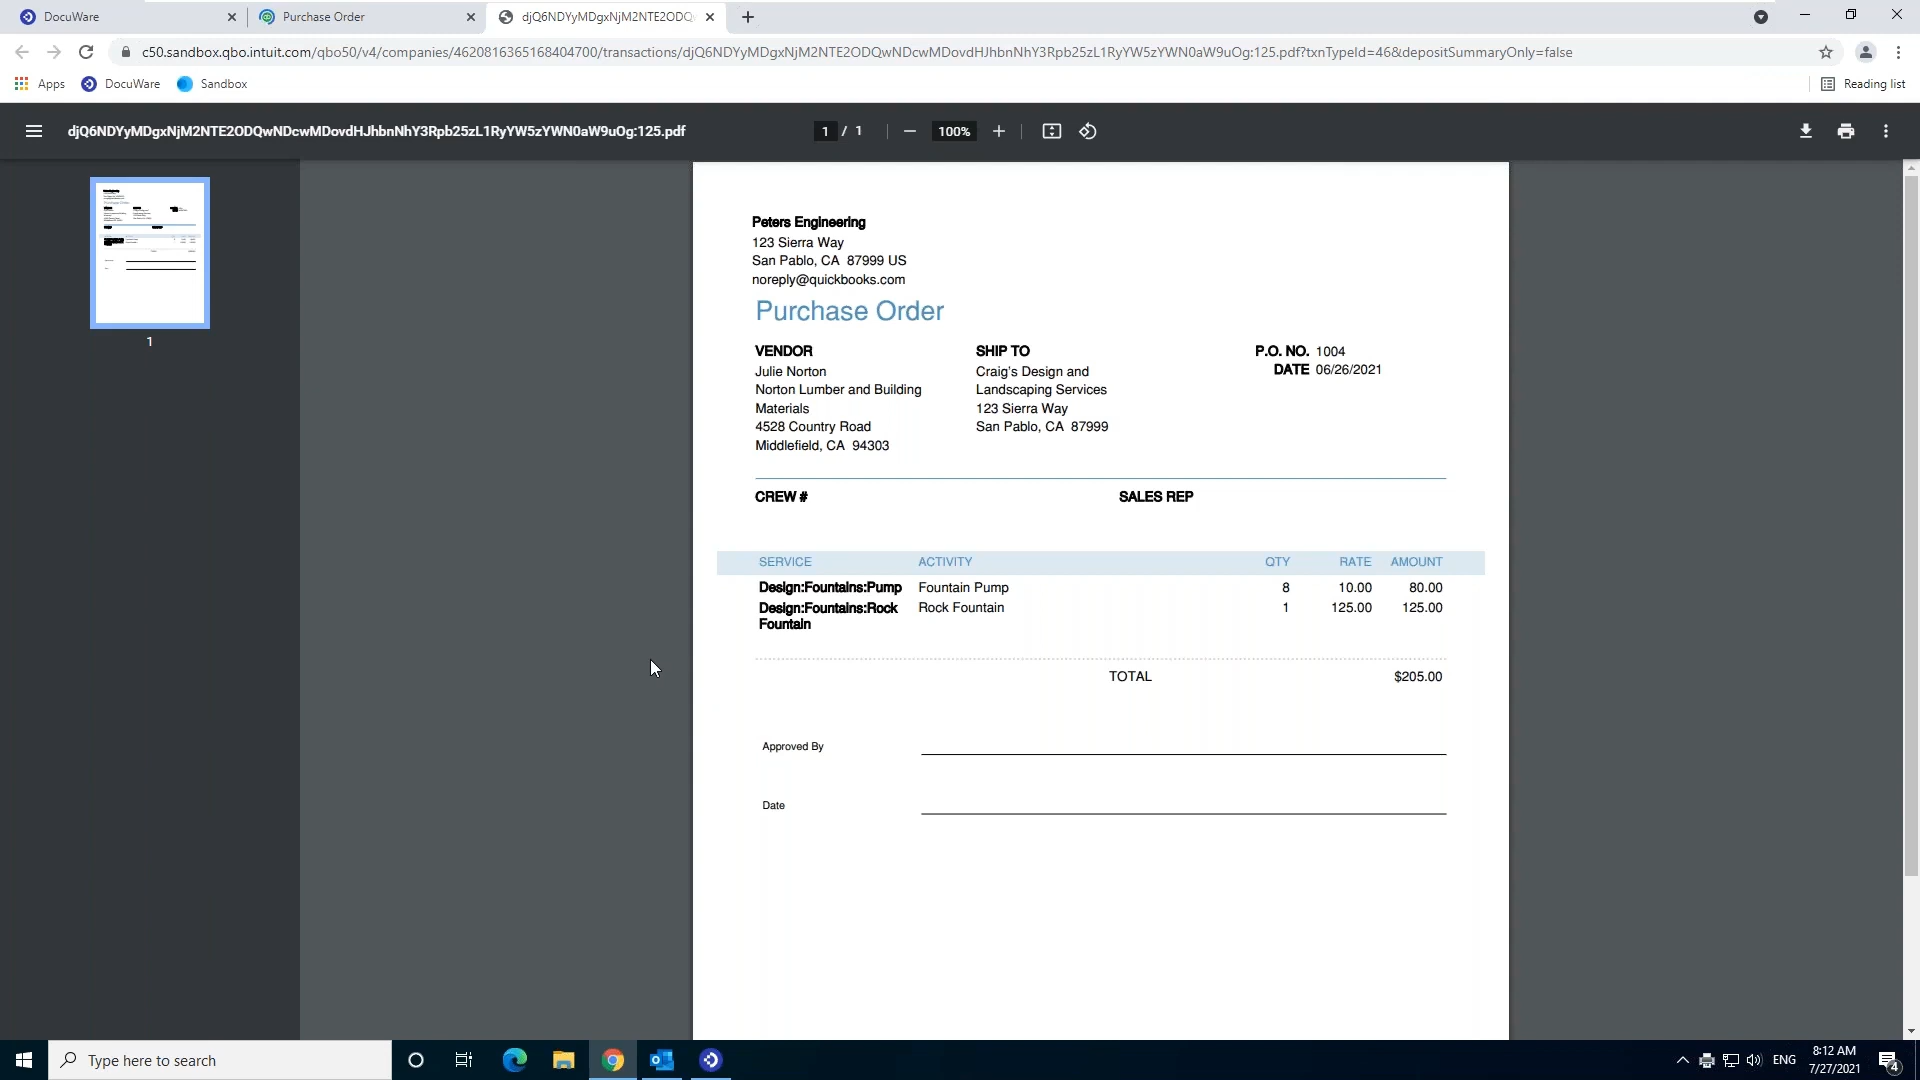 DocuWare
Purchase Order
djQ6NDYyMDgxNjM2NTE2ODQ
c50.sandbox.qbo.intuit.com/qbo50/v4/companies/4620816365168404700/transactions/djQ6NDYyMDgxNjM2NTE2ODQwNDcwMDovdHJhbnNhY3Rpb25zL1RyYW5zYWN0aW9uOg:125.pdf?txnTypeId=46&depositSummaryOnly=false
Apps
DocuWare
Sandbox
Reading list
djQ6NDYyMDgxNjM2NTE2ODQwNDcwMDovdHJhbnNhY3Rpb25zL1RyYW5zYWN0aW9uOg:125.pdf
1 / 1
100%
1
Peters Engineering
123 Sierra Way
San Pablo, CA 87999 US
noreply@quickbooks.com
Purchase Order
VENDOR
Julie Norton
Norton Lumber and Building
Materials
4528 Country Road
Middlefield, CA 94303
SHIP TO
Craig's Design and
Landscaping Services
123 Sierra Way
San Pablo, CA 87999
P.O. NO. 1004
DATE 06/26/2021
CREW #
SALES REP
SERVICE ACTIVITY QTY RATE AMOUNT
Design:Fountains:Pump Fountain Pump 8 10.00 80.00
Design:Fountains:Rock Rock Fountain 1 125.00 125.00
Fountain
TOTAL $205.00
Approved By
Date
Type here to search
ENG
8:12 AM
7/27/2021
4